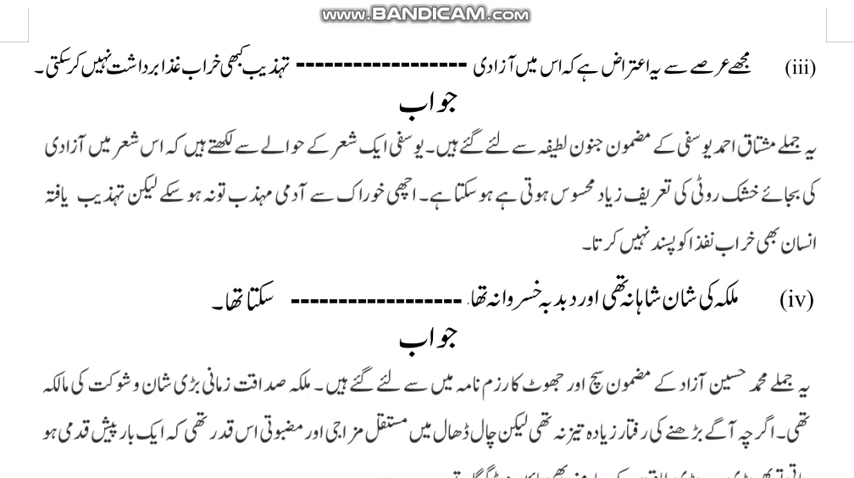 www.BANDICAM.com
(iii) مجھے عرصے سے یہ اعتراض ہے کہ اس میں آزادی ------------------ تہذیب کبھی خراب غذا برداشت نہیں کرسکتی۔
جواب
یہ جملے مشتاق احمد یوسفی کے مضمون جنون لطیفہ سے لئے گئے ہیں۔ یوسفی ایک شعر کے حوالے سے لکھتے ہیں کہ اس شعر میں آزادی
کی بجائے خشک روٹی کی تعریف زیاد محسوس ہوتی ہے ہو سکتا ہے۔ اچھی خوراک سے آدمی مہذب تو نہ ہو سکے لیکن تہذیب یافتہ
انسان بھی خراب نفذا کو پسند نہیں کرتا۔
(iv) ملکہ کی شان شاہانہ تھی اور دبدبہ خسروانہ تھا ------------------ سکتا تھا۔
جواب
یہ جملے محمد حسین آزاد کے مضمون سچ اور جھوٹ کا رزم نامہ میں سے لئے گئے ہیں۔ ملکہ صداقت زمانی بڑی شان و شوکت کی مالکہ
تھی۔ اگرچہ آگے بڑھنے کی رفتار زیادہ تیز نہ تھی لیکن چال ڈھال میں مستقل مزاجی اور مضبوتی اس قدر تھی کہ ایک بار پیش قدمی ہو